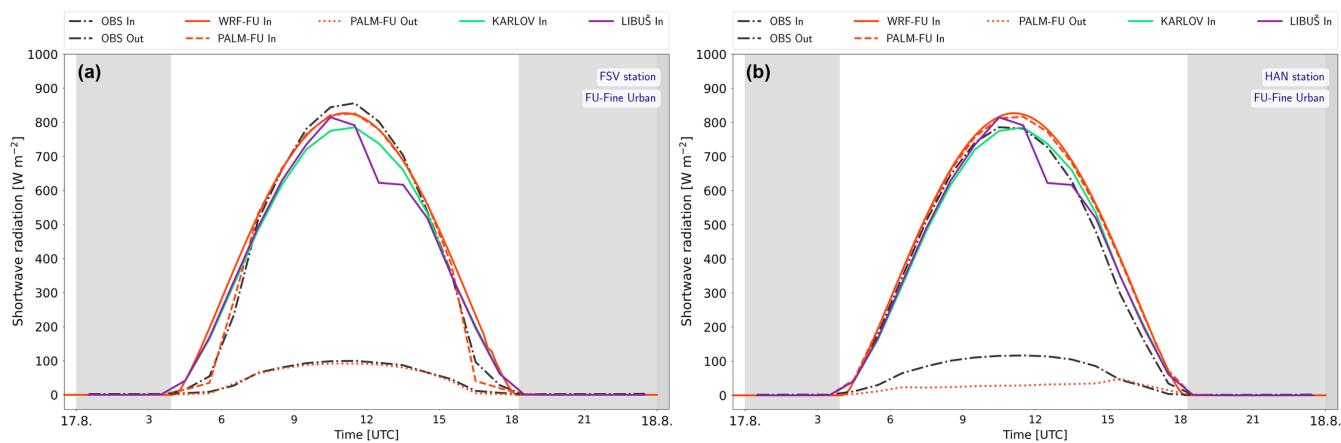 OBS In WRF-FU In PALM-FU Out KARLOV In LIBUŠ In
OBS Out PALM-FU In
(a)
FSV station
FU-Fine Urban
Shortwave radiation [W m−2]
1000
900
800
700
600
500
400
300
200
100
0
17.8. 3 6 9 12 15 18 21 18.8.
Time [UTC]
OBS In WRF-FU In PALM-FU Out KARLOV In LIBUŠ In
OBS Out PALM-FU In
(b)
HAN station
FU-Fine Urban
Shortwave radiation [W m−2]
1000
900
800
700
600
500
400
300
200
100
0
17.8. 3 6 9 12 15 18 21 18.8.
Time [UTC]